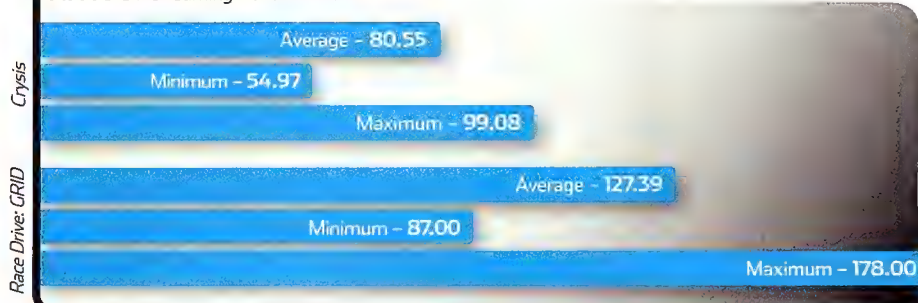 Crysis
Average – 80.55
Minimum – 54.97
Maximum – 99.08
Race Drive: GRID
Average – 127.39
Minimum – 87.00
Maximum – 178.00